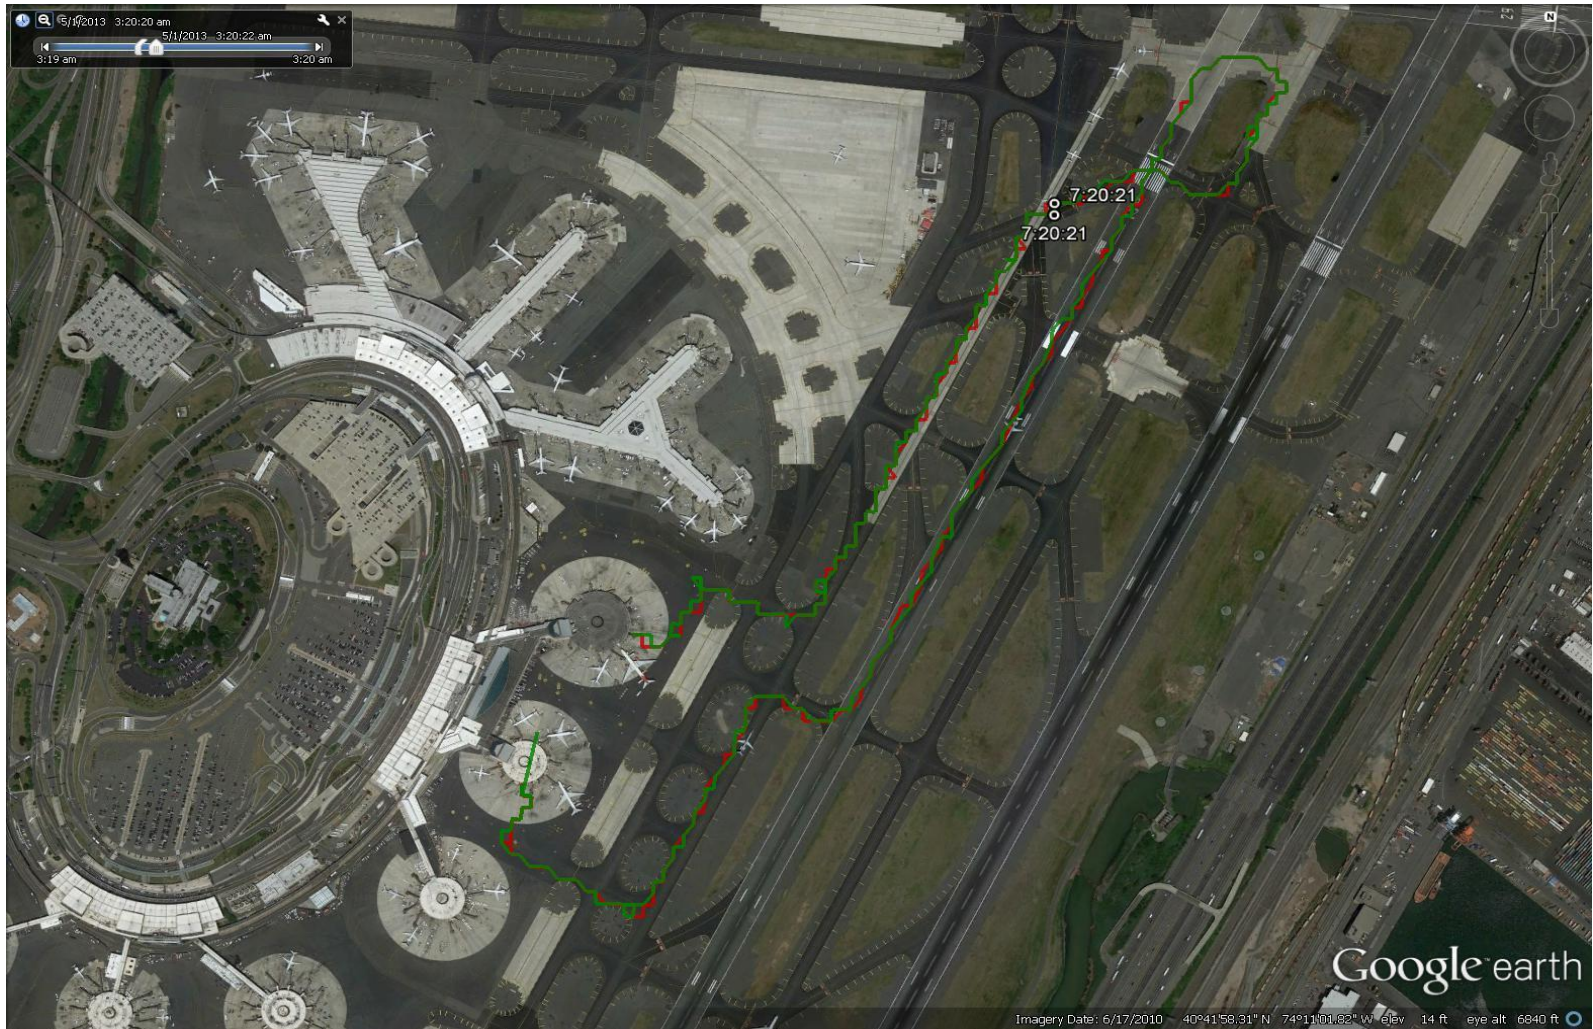 5/1/2013 3:20:20 am
5/1/2013 3:20:22 am
3:19 am
3:20 am
N
7:20:21
7:20:21
Google earth
Imagery Date: 6/17/2010 40°41'58.31" N 74°11'01.82" W elev 14 ft eye alt 6840 ft